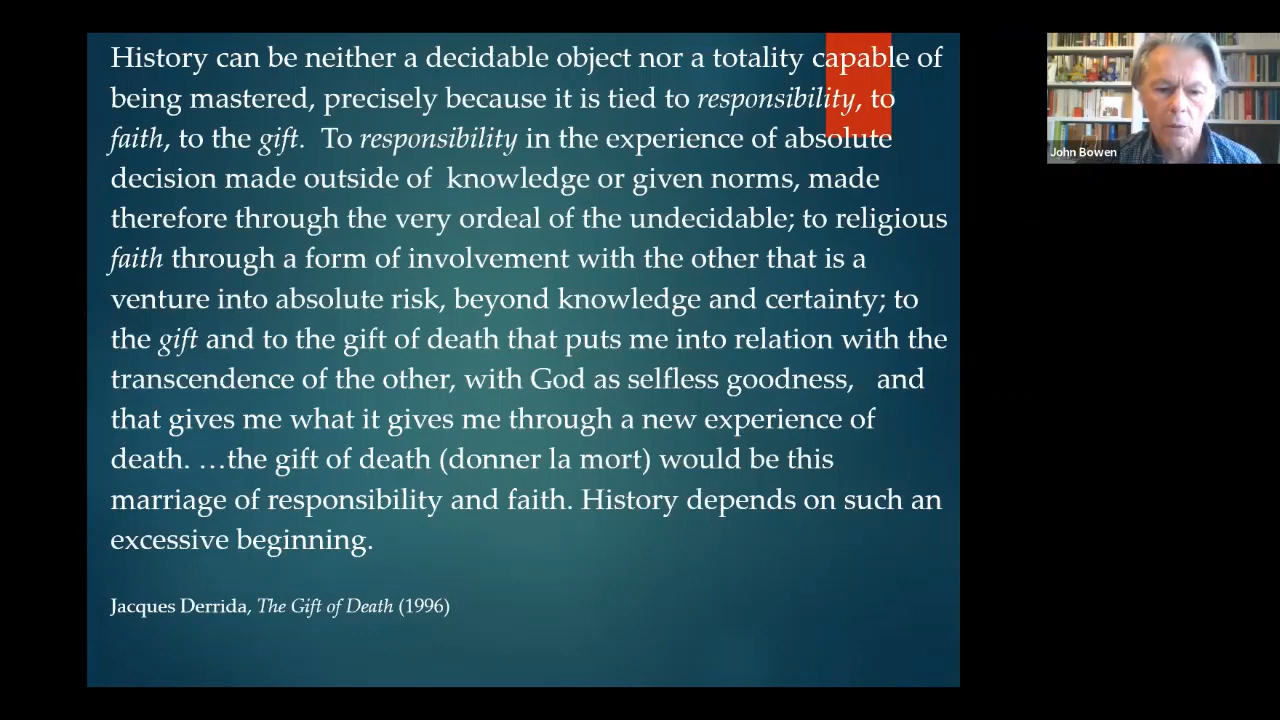 History can be neither a decidable object nor a totality capable of
being mastered, precisely because it is tied to responsibility, to
faith, to the gift.  To responsibility in the experience of absolute
decision made outside of  knowledge or given norms, made
therefore through the very ordeal of the undecidable; to religious
faith through a form of involvement with the other that is a
venture into absolute risk, beyond knowledge and certainty; to
the gift and to the gift of death that puts me into relation with the
transcendence of the other, with God as selfless goodness,   and
that gives me what it gives me through a new experience of
death. …the gift of death (donner la mort) would be this
marriage of responsibility and faith. History depends on such an
excessive beginning.
Jacques Derrida, The Gift of Death (1996)
John Bowen